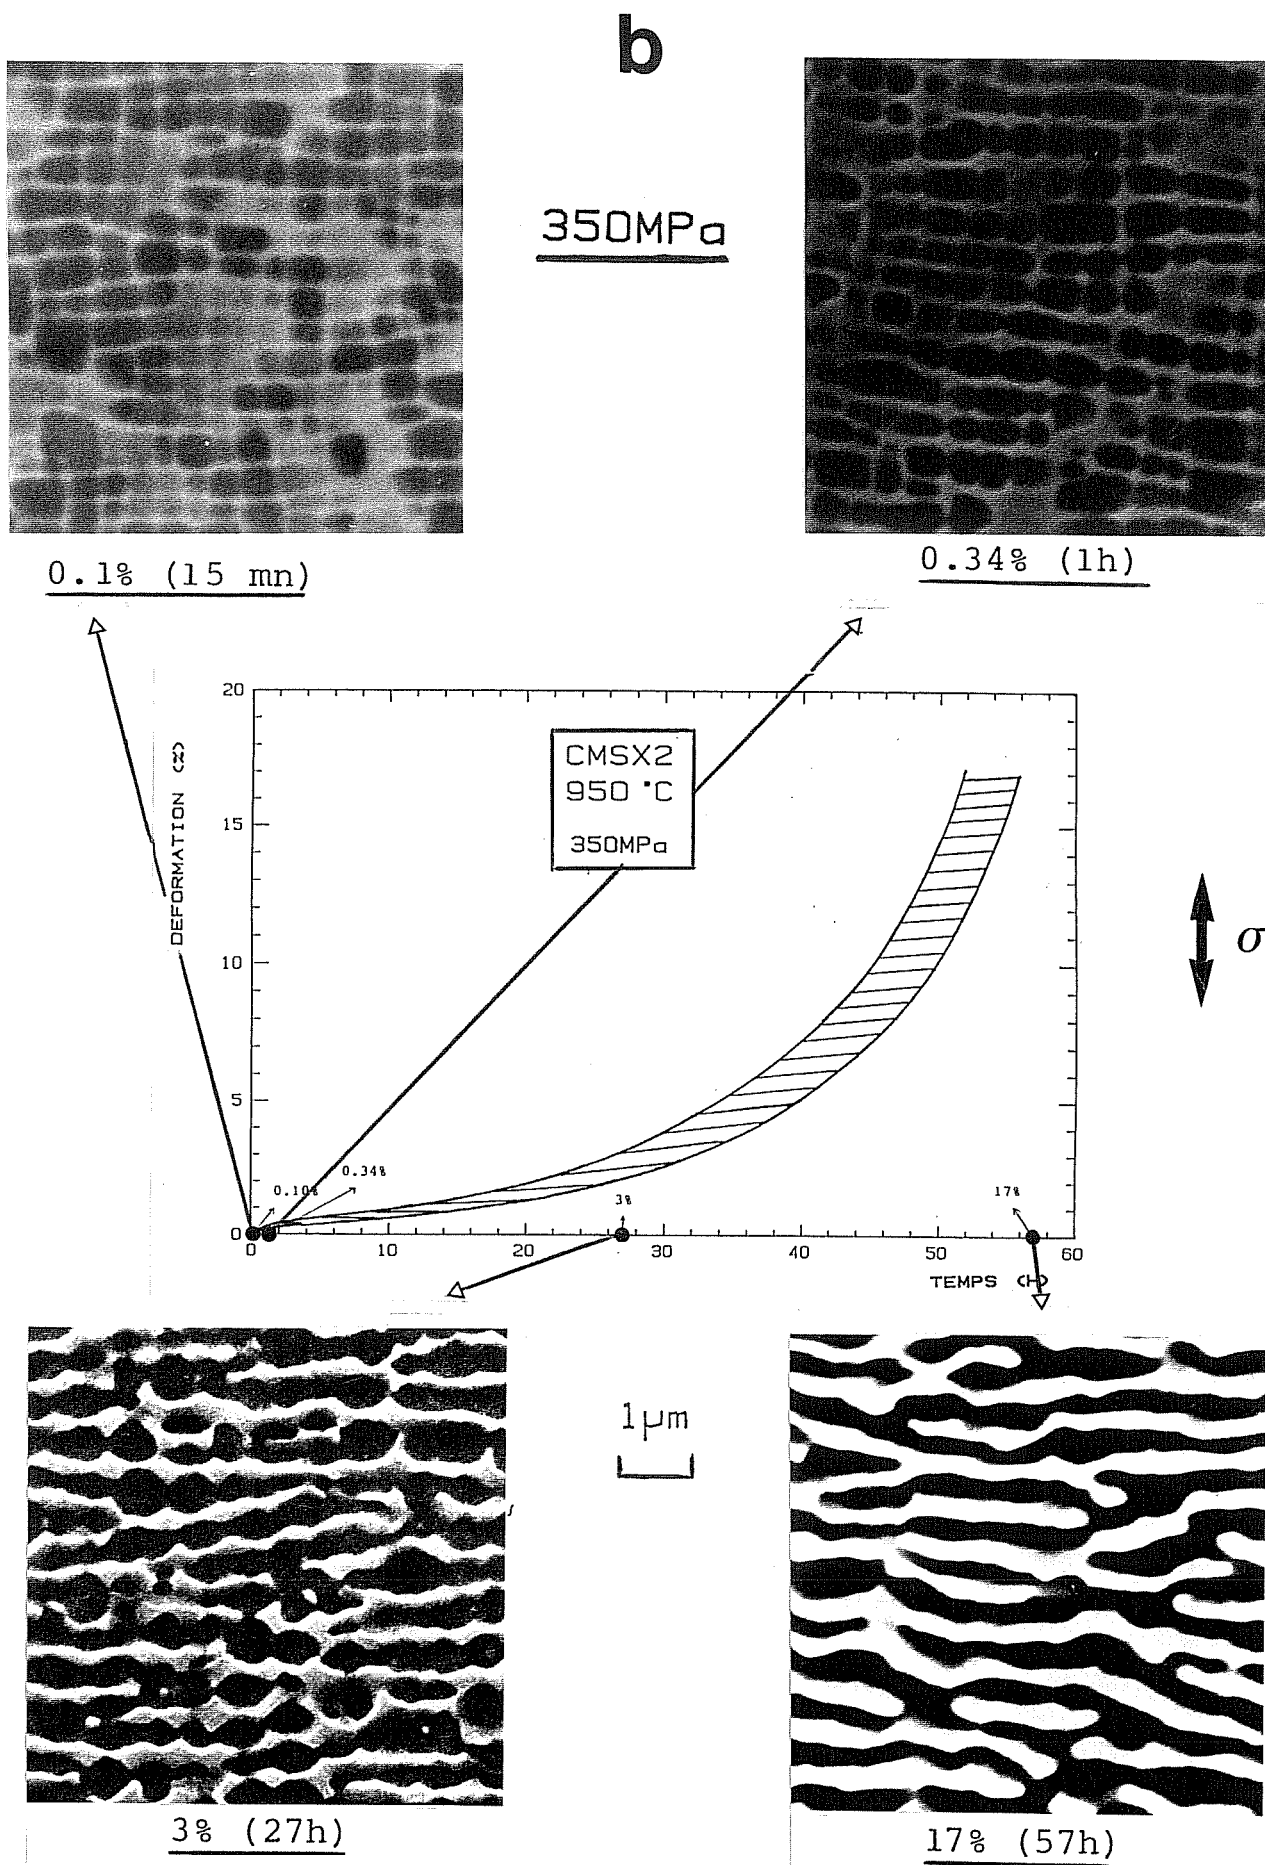 b
350MPa
0.1% (15 mn)
0.34% (1h)
20
15
10
5
0
DEFORMATION (%)
CMSX2
950 °C
350MPa
σ
0.10%
0.34%
3%
17%
0
10
20
30
40
50
60
TEMPS (H)
1µm
3% (27h)
17% (57h)